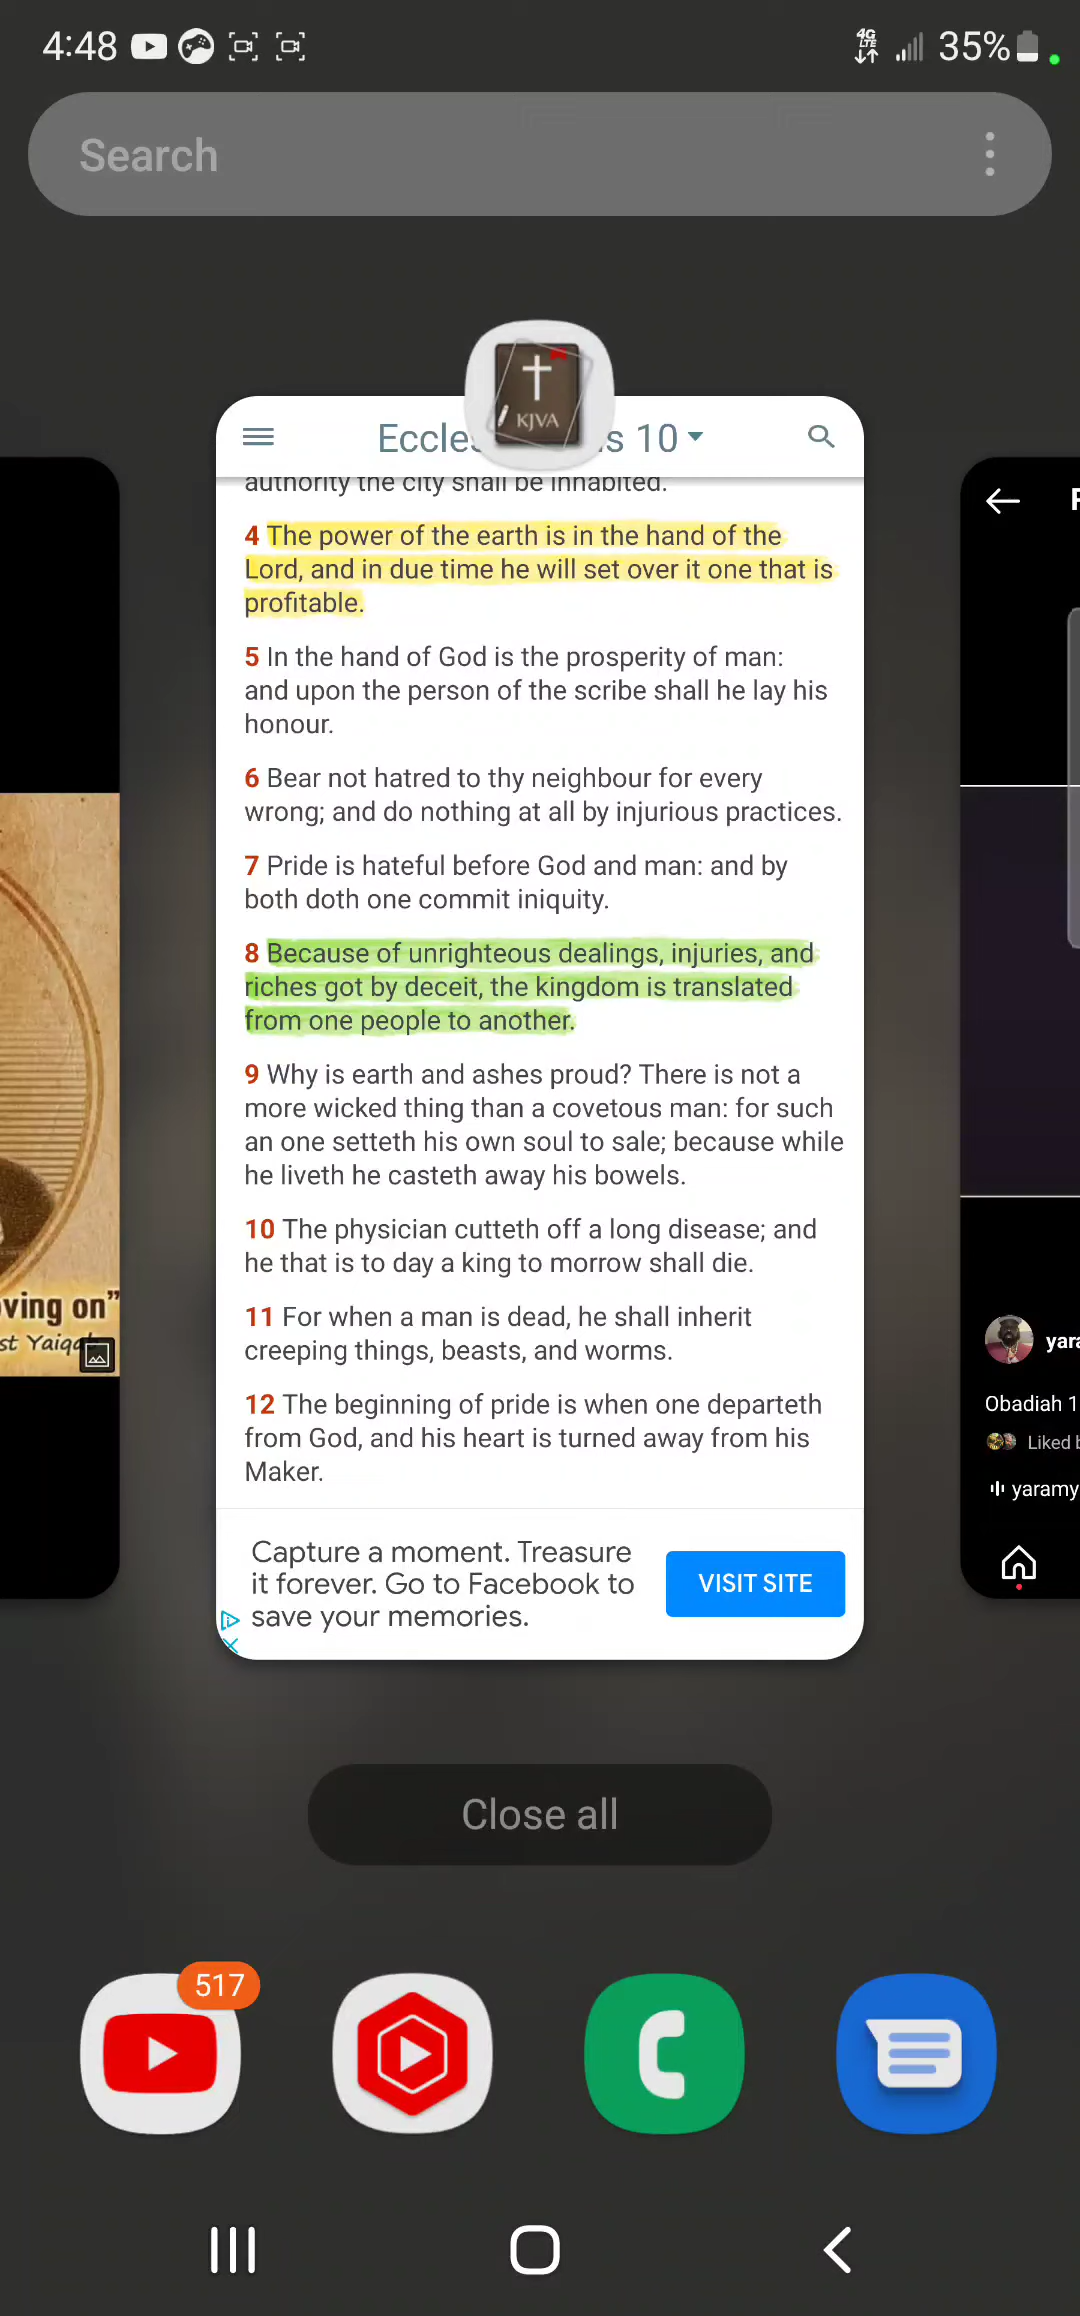 4:48
4G LTE 35%
Search
KJVA
Eccles s 10
authority the city shall be inhabited.
4 The power of the earth is in the hand of the
Lord, and in due time he will set over it one that is
profitable.
5 In the hand of God is the prosperity of man:
and upon the person of the scribe shall he lay his
honour.
6 Bear not hatred to thy neighbour for every
wrong; and do nothing at all by injurious practices.
7 Pride is hateful before God and man: and by
both doth one commit iniquity.
8 Because of unrighteous dealings, injuries, and
riches got by deceit, the kingdom is translated
from one people to another.
9 Why is earth and ashes proud? There is not a
more wicked thing than a covetous man: for such
an one setteth his own soul to sale; because while
he liveth he casteth away his bowels.
10 The physician cutteth off a long disease; and
he that is to day a king to morrow shall die.
11 For when a man is dead, he shall inherit
creeping things, beasts, and worms.
12 The beginning of pride is when one departeth
from God, and his heart is turned away from his
Maker.
Capture a moment. Treasure
it forever. Go to Facebook to
save your memories.
VISIT SITE
oving on”
st Yaiqab
yara
Obadiah 1
Liked b
yaramy
Close all
517